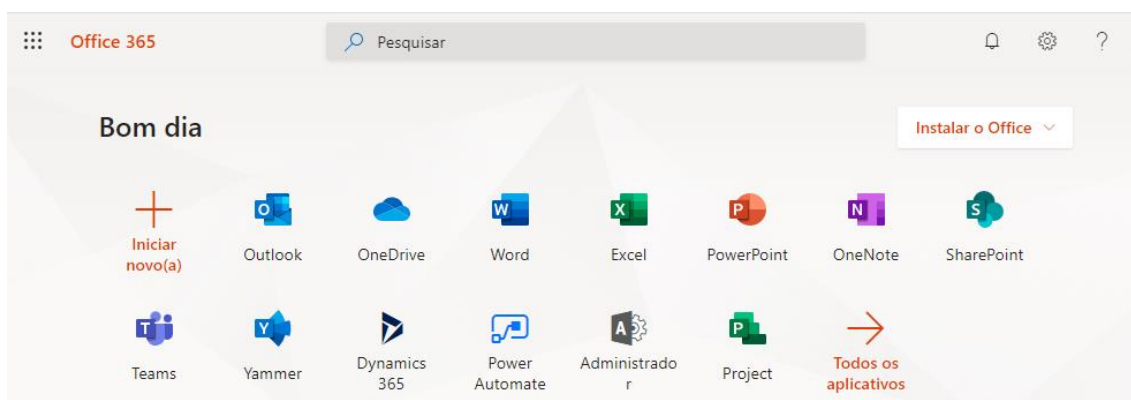 Office 365
Pesquisar
?
Bom dia
Instalar o Office
Iniciar
novo(a)
Outlook
OneDrive
Word
Excel
PowerPoint
OneNote
SharePoint
Teams
Yammer
Dynamics
365
Power
Automate
Administrado
r
Project
Todos os
aplicativos